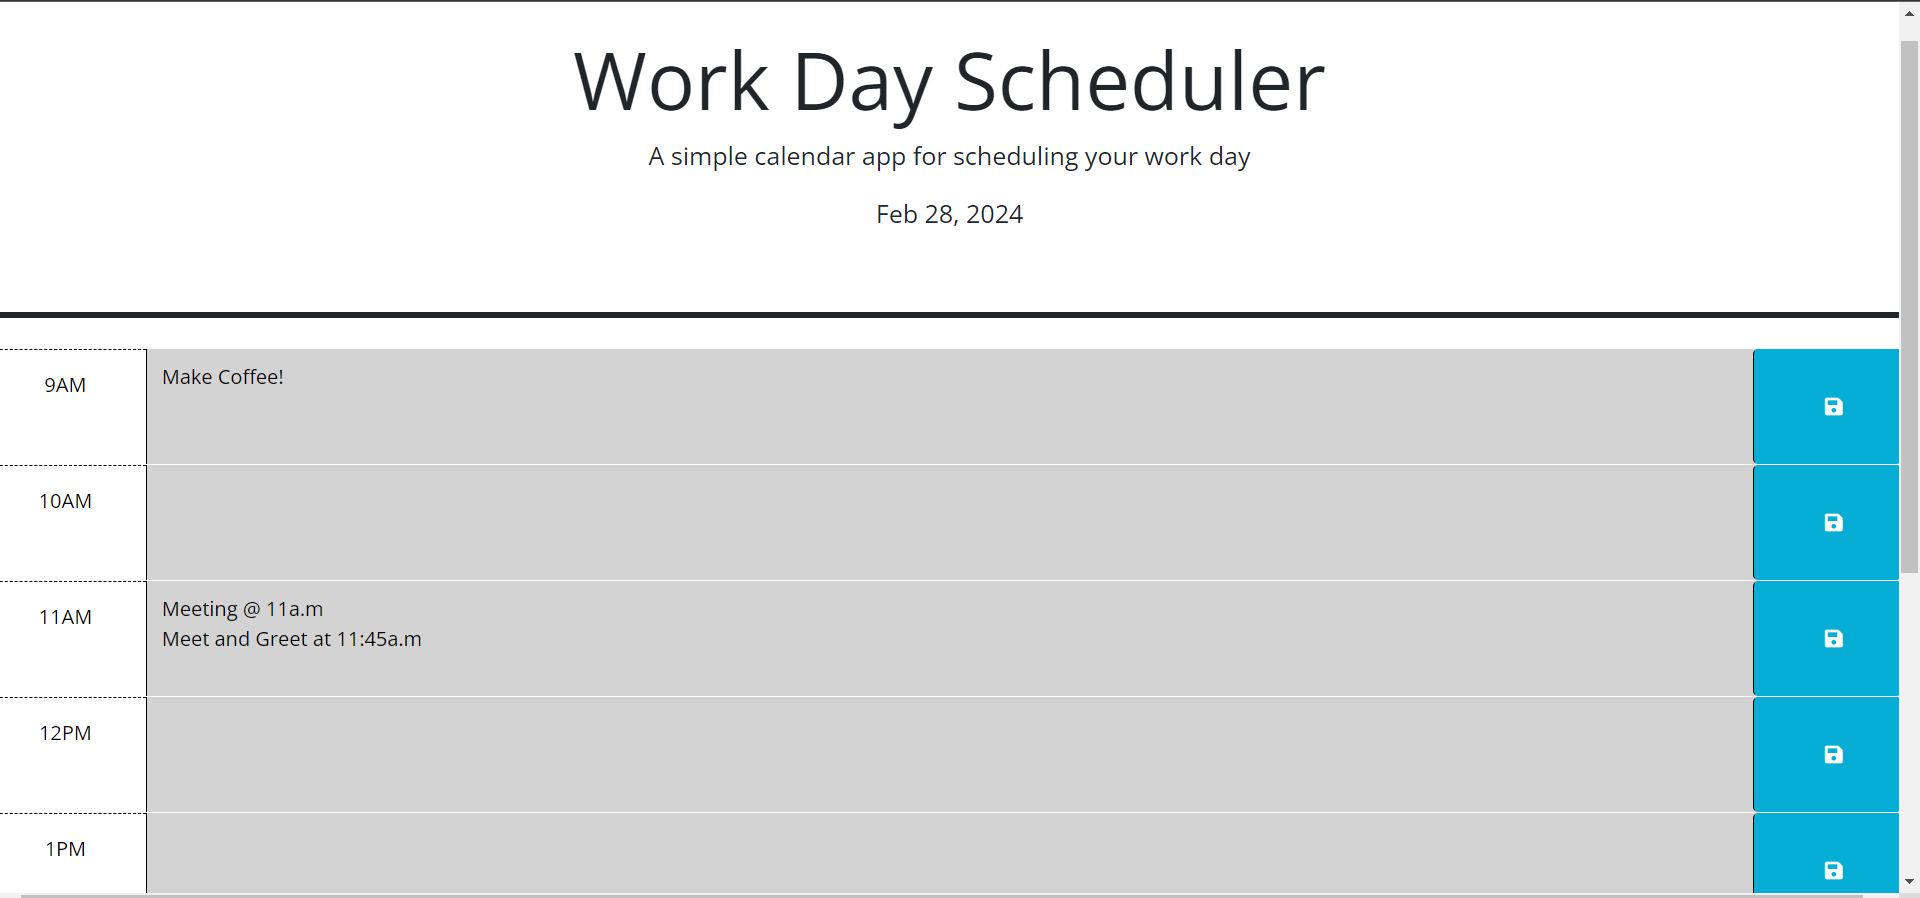 Work Day Scheduler
A simple calendar app for scheduling your work day
Feb 28, 2024
9AM
Make Coffee!
10AM
11AM
Meeting @ 11a.m
Meet and Greet at 11:45a.m
12PM
1PM